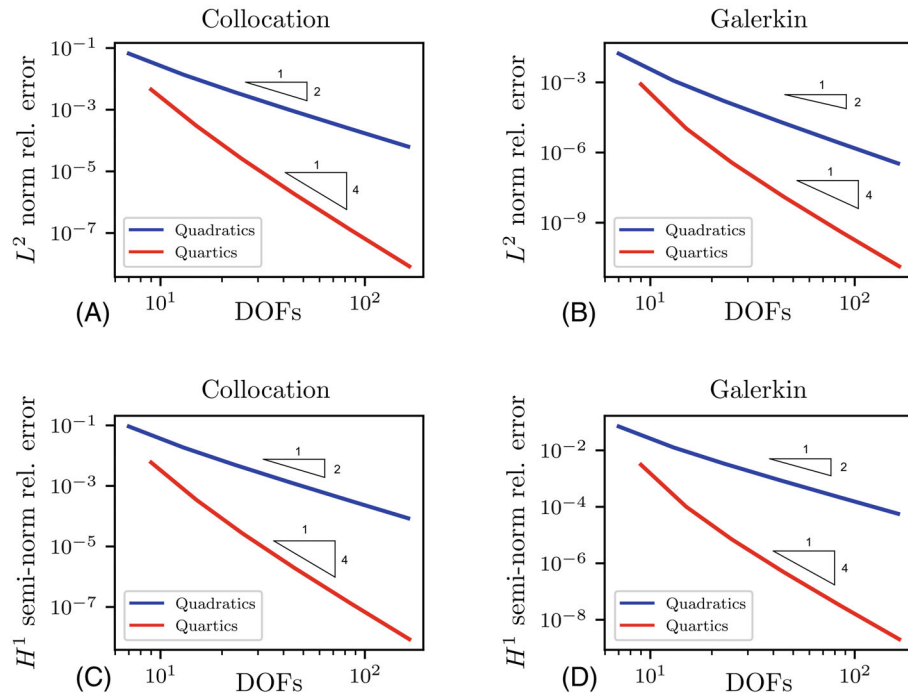 Collocation
10⁻¹
10⁻³
10⁻⁵
10⁻⁷
L² norm rel. error
1
2
1
4
Quadratics
Quartics
10¹
10²
DOFs
(A)
Galerkin
10⁻³
10⁻⁶
10⁻⁹
L² norm rel. error
1
2
1
4
Quadratics
Quartics
10¹
10²
DOFs
(B)
Collocation
10⁻¹
10⁻³
10⁻⁵
10⁻⁷
H¹ semi-norm rel. error
1
2
1
4
Quadratics
Quartics
10¹
10²
DOFs
(C)
Galerkin
10⁻²
10⁻⁴
10⁻⁶
10⁻⁸
H¹ semi-norm rel. error
1
2
1
4
Quadratics
Quartics
10¹
10²
DOFs
(D)